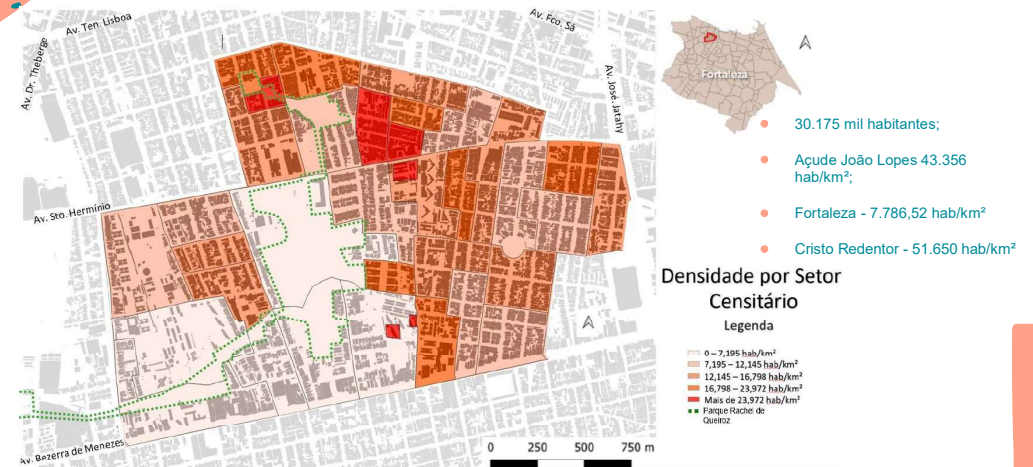 Av. Ten. Lisboa
Av. Fco. Sá
Av. Dr. Theberge
Av. José Jatahy
Av. Sto. Hermínio
Av. Bezerra de Menezes
Fortaleza
30.175 mil habitantes;
Açude João Lopes 43.356
hab/km²;
Fortaleza - 7.786,52 hab/km²
Cristo Redentor - 51.650 hab/km²
Densidade por Setor
Censitário
Legenda
0 – 7,195 hab/km²
7,195 – 12,145 hab/km²
12,145 – 16,798 hab/km²
16,798 – 23,972 hab/km²
Mais de 23,972 hab/km²
Parque Rachel de
Queiroz
0 250 500 750 m